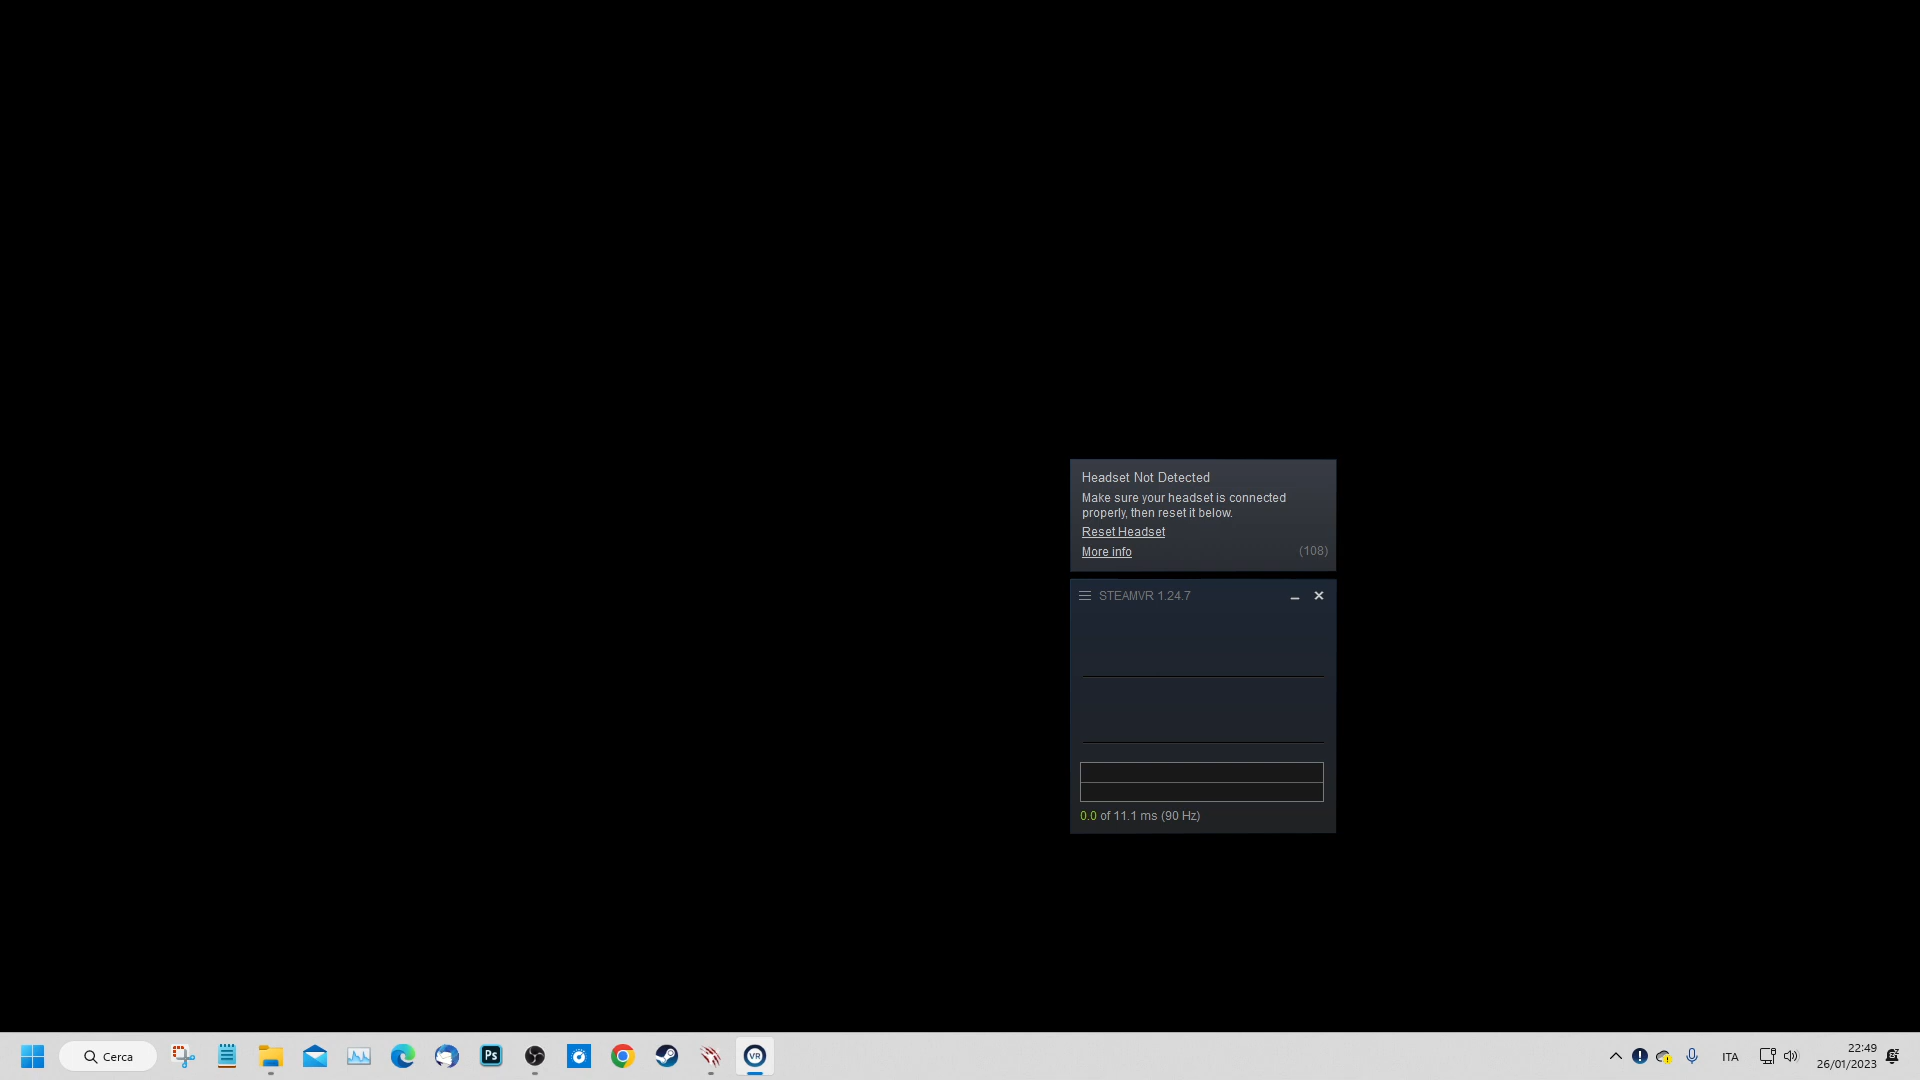 Headset Not Detected
Make sure your headset is connected
properly, then reset it below.
Reset Headset
More info
(108)
STEAMVR 1.24.7
0.0 of 11.1 ms (90 Hz)
Cerca
Ps
VR
ITA
22:49
26/01/2023